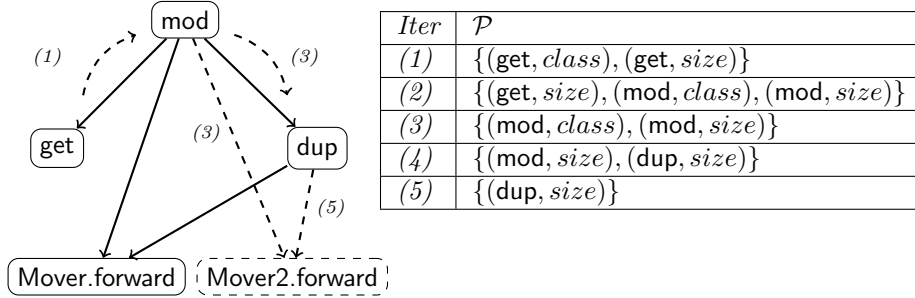 mod
(1)
(3)
get
(3)
dup
(5)
Mover.forward
Mover2.forward
Iter 𝒫
(1) {(get, class), (get, size)}
(2) {(get, size), (mod, class), (mod, size)}
(3) {(mod, class), (mod, size)}
(4) {(mod, size), (dup, size)}
(5) {(dup, size)}